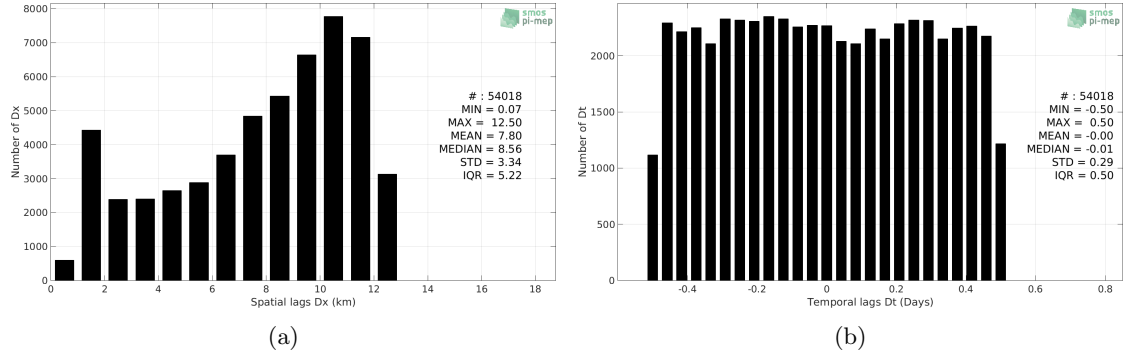 smos
pi-mep
8000
7000
6000
5000
4000
3000
2000
1000
0
Number of Dx
# : 54018
MIN = 0.07
MAX = 12.50
MEAN = 7.80
MEDIAN = 8.56
STD = 3.34
IQR = 5.22
0 2 4 6 8 10 12 14 16 18
Spatial lags Dx (km)
(a)
smos
pi-mep
2000
1500
1000
500
0
Number of Dt
# : 54018
MIN = -0.50
MAX = 0.50
MEAN = -0.00
MEDIAN = -0.01
STD = 0.29
IQR = 0.50
-0.4 -0.2 0 0.2 0.4 0.6 0.8
Temporal lags Dt (Days)
(b)